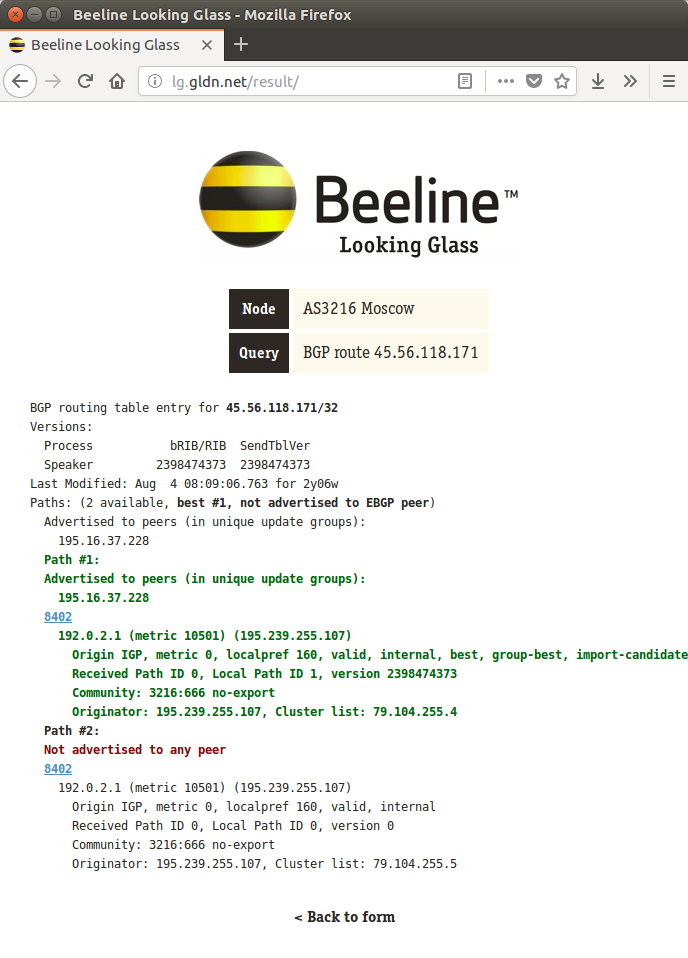 Beeline Looking Glass - Mozilla Firefox
Beeline Looking Glass
lg.gldn.net/result/
Beeline™
Looking Glass
Node AS3216 Moscow
Query BGP route 45.56.118.171
BGP routing table entry for 45.56.118.171/32
Versions:
Process bRIB/RIB SendTblVer
Speaker 2398474373 2398474373
Last Modified: Aug 4 08:09:06.763 for 2y06w
Paths: (2 available, best #1, not advertised to EBGP peer)
Advertised to peers (in unique update groups):
195.16.37.228
Path #1:
Advertised to peers (in unique update groups):
195.16.37.228
8402
192.0.2.1 (metric 10501) (195.239.255.107)
Origin IGP, metric 0, localpref 160, valid, internal, best, group-best, import-candidate
Received Path ID 0, Local Path ID 1, version 2398474373
Community: 3216:666 no-export
Originator: 195.239.255.107, Cluster list: 79.104.255.4
Path #2:
Not advertised to any peer
8402
192.0.2.1 (metric 10501) (195.239.255.107)
Origin IGP, metric 0, localpref 160, valid, internal
Received Path ID 0, Local Path ID 0, version 0
Community: 3216:666 no-export
Originator: 195.239.255.107, Cluster list: 79.104.255.5
< Back to form